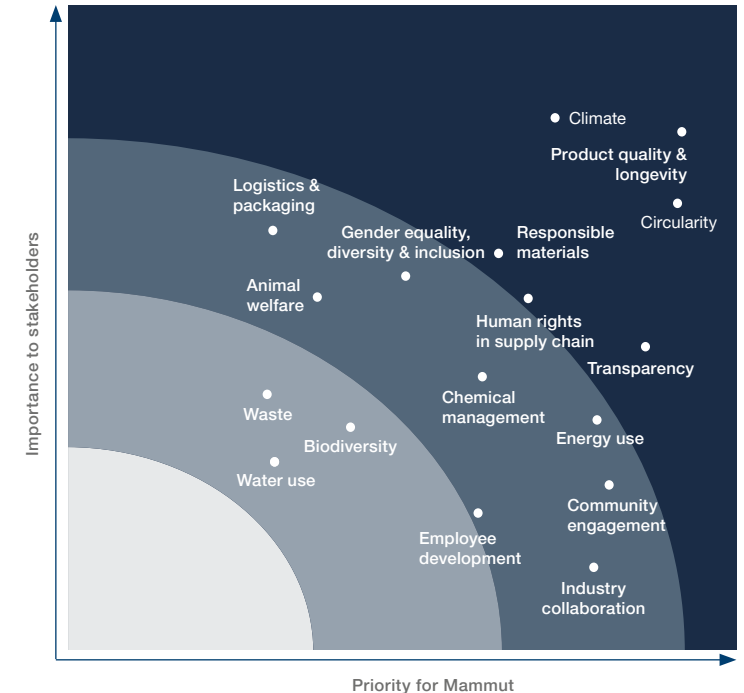 Climate
Product quality &
longevity
Logistics &
packaging
Circularity
Gender equality,
diversity & inclusion
Responsible
materials
Animal
welfare
Human rights
in supply chain
Transparency
Chemical
management
Waste
Biodiversity
Energy use
Water use
Community
engagement
Employee
development
Industry
collaboration
Importance to stakeholders
Priority for Mammut